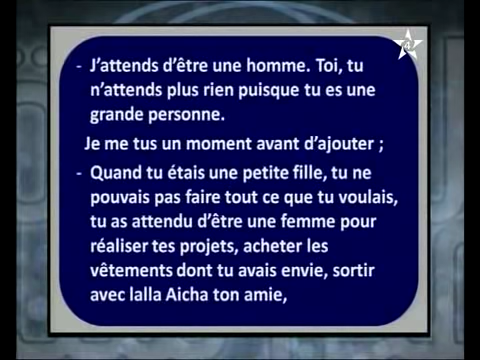 - J'attends d'être une homme. Toi, tu
n'attends plus rien puisque tu es une
grande personne.
Je me tus un moment avant d'ajouter ;
- Quand tu étais une petite fille, tu ne
pouvais pas faire tout ce que tu voulais,
tu as attendu d'être une femme pour
réaliser tes projets, acheter les
vêtements dont tu avais envie, sortir
avec lalla Aicha ton amie,